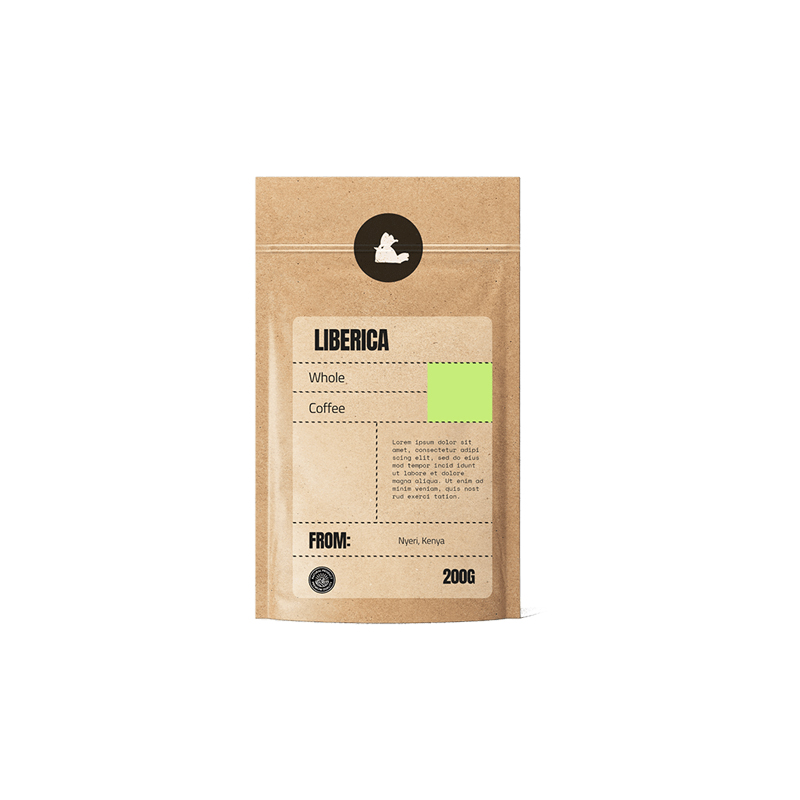 LIBERICA
Whole
Coffee
Lorem ipsum dolor sit
amet, consectetur adipi
scing elit, sed do eius
mod tempor incid idunt
ut labore et dolore
magna aliqua. Ut enim ad
minim veniam, quis nost
rud exerci tation.
FROM:
Nyeri, Kenya
200G